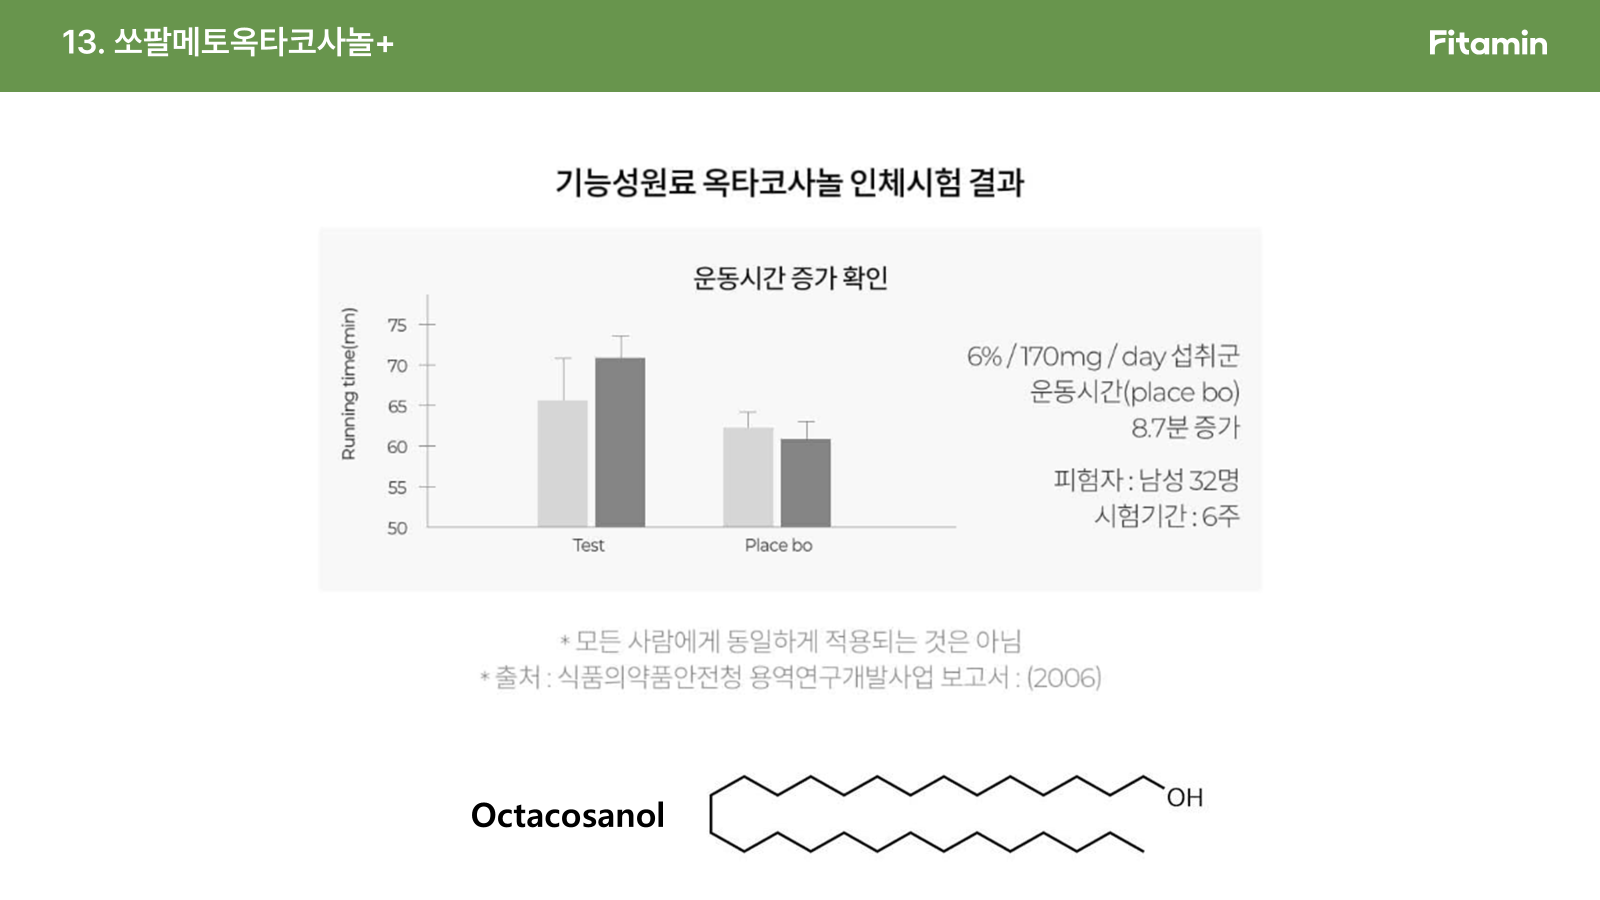 13. 쏘팔메토옥타코사놀+
Fitamin
기능성원료 옥타코사놀 인체시험 결과
운동시간 증가 확인
Running time(min)
75
70
65
60
55
50
Test
Place bo
6% / 170mg / day 섭취군
운동시간(place bo)
8.7분 증가
피험자 : 남성 32명
시험기간 : 6주
* 모든 사람에게 동일하게 적용되는 것은 아님
* 출처 : 식품의약품안전청 용역연구개발사업 보고서 : (2006)
Octacosanol
OH